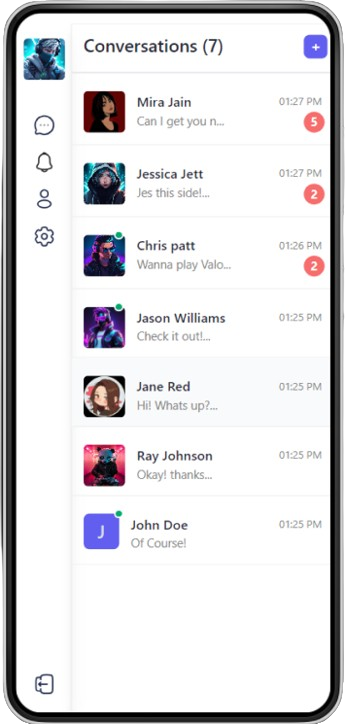 Conversations (7)
+
Mira Jain 01:27 PM
Can I get you n... 5
Jessica Jett 01:27 PM
Jes this side!... 2
Chris patt 01:26 PM
Wanna play Valo... 2
Jason Williams 01:25 PM
Check it out!...
Jane Red 01:25 PM
Hi! Whats up?...
Ray Johnson 01:25 PM
Okay! thanks...
J
John Doe 01:25 PM
Of Course!